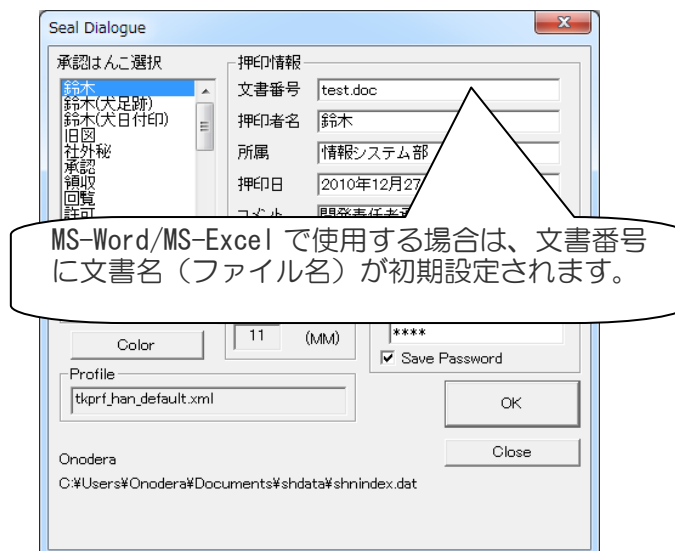 Seal Dialogue
承認はんこ選択
鈴木
鈴木(犬足跡)
鈴木(犬日付印)
旧図
社外秘
承認
領収
回覧
許可
押印情報
文書番号 test.doc
押印者名 鈴木
所属 情報システム部
押印日 2010年12月27
MS-Word/MS-Excel で使用する場合は、文書番号
に文書名（ファイル名）が初期設定されます。
Color
11 (MM)
****
Save Password
Profile
tkprf_han_default.xml
OK
Close
Onodera
C:¥Users¥Onodera¥Documents¥shdata¥shnindex.dat